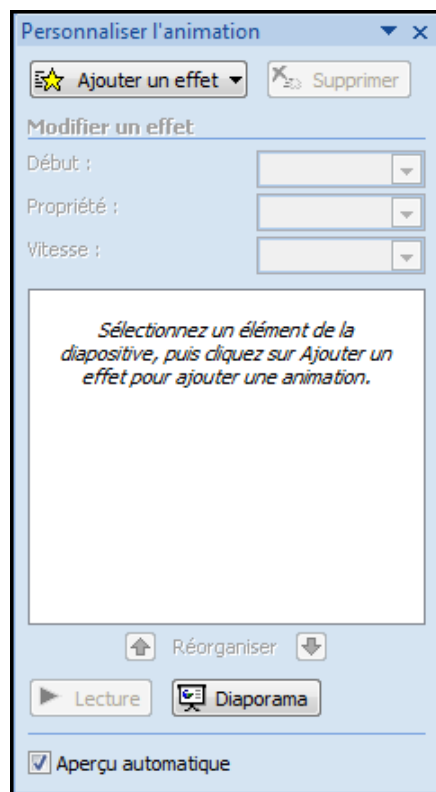 Personnaliser l'animation
Ajouter un effet Supprimer
Modifier un effet
Début :
Propriété :
Vitesse :
Sélectionnez un élément de la
diapositive, puis cliquez sur Ajouter un
effet pour ajouter une animation.
Réorganiser
Lecture Diaporama
Aperçu automatique